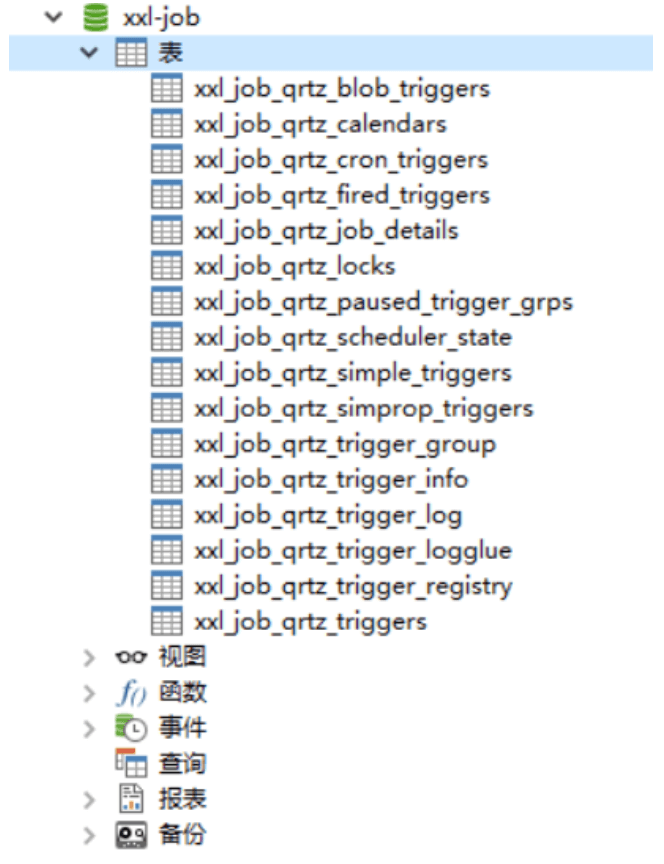 xxl-job
表
xxl_job_qrtz_blob_triggers
xxl_job_qrtz_calendars
xxl_job_qrtz_cron_triggers
xxl_job_qrtz_fired_triggers
xxl_job_qrtz_job_details
xxl_job_qrtz_locks
xxl_job_qrtz_paused_trigger_grps
xxl_job_qrtz_scheduler_state
xxl_job_qrtz_simple_triggers
xxl_job_qrtz_simprop_triggers
xxl_job_qrtz_trigger_group
xxl_job_qrtz_trigger_info
xxl_job_qrtz_trigger_log
xxl_job_qrtz_trigger_logglue
xxl_job_qrtz_trigger_registry
xxl_job_qrtz_triggers
视图
f() 函数
事件
查询
报表
备份